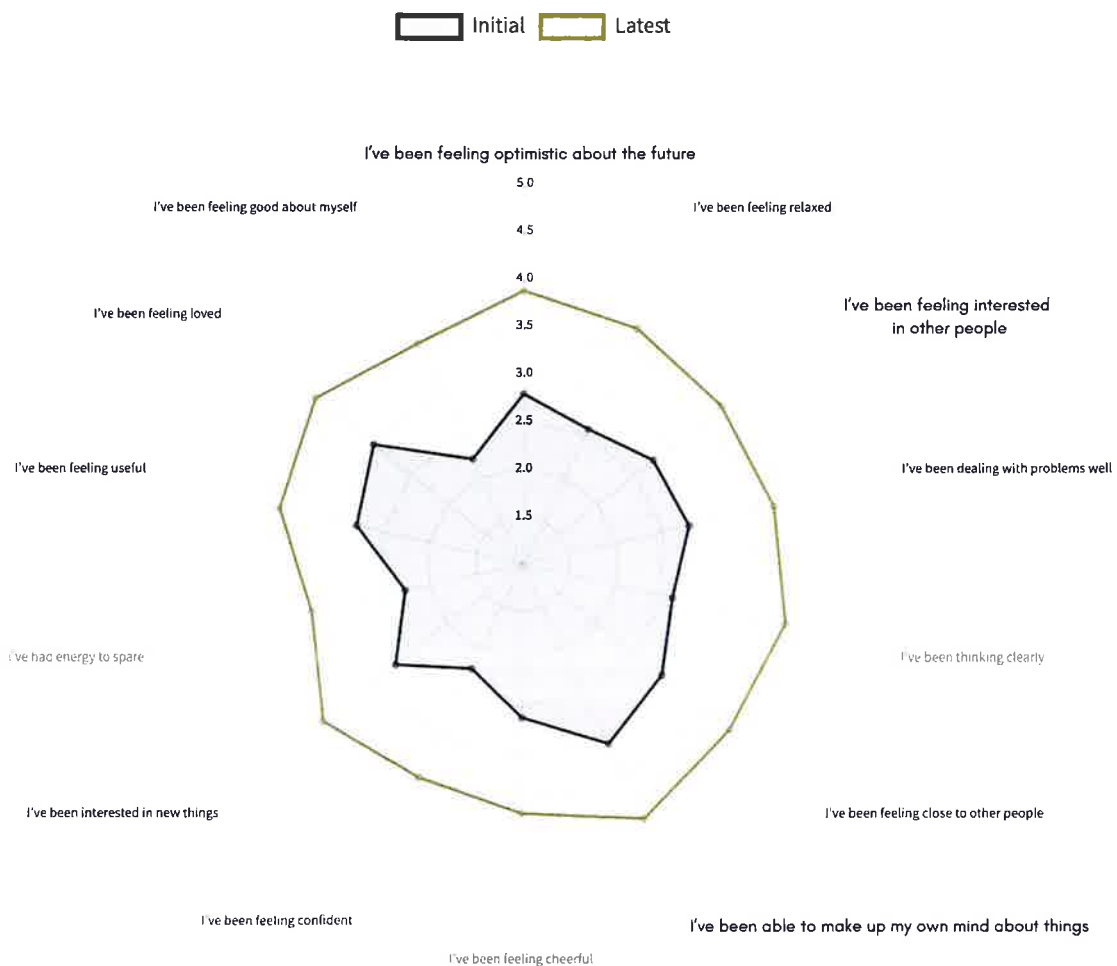 Initial Latest
I've been feeling optimistic about the future
5.0
I've been feeling good about myself
I've been feeling relaxed
4.5
4.0
I've been feeling interested
in other people
I've been feeling loved
3.5
3.0
2.5
I've been feeling useful
2.0
I've been dealing with problems well
1.5
I've had energy to spare
I've been thinking clearly
I've been interested in new things
I've been feeling close to other people
I've been feeling confident
I've been able to make up my own mind about things
I've been feeling cheerful